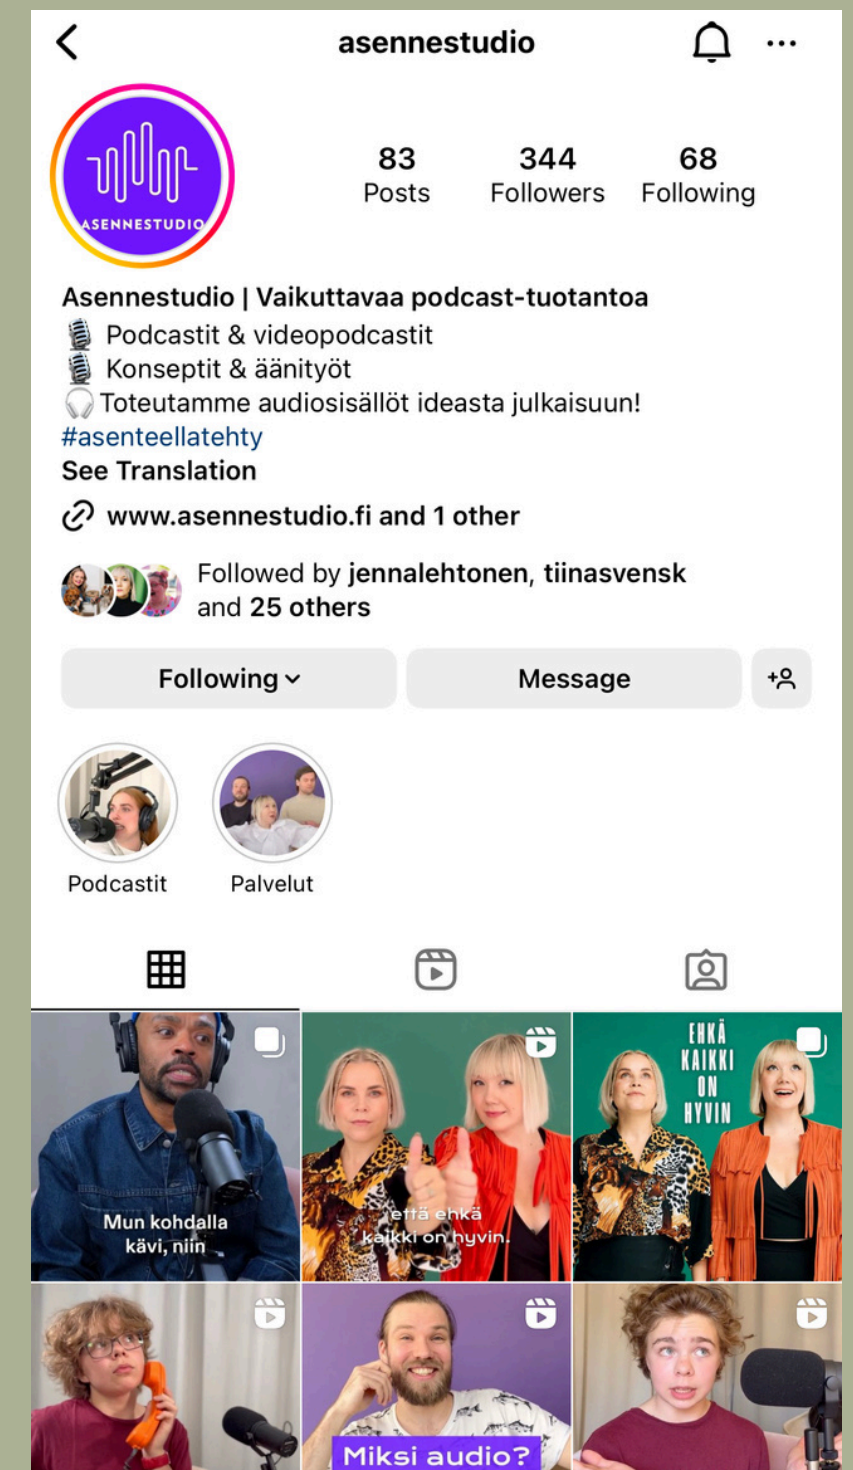 asennestudio
ASENNESTUDIO
83
Posts
344
Followers
68
Following
Asennestudio | Vaikuttavaa podcast-tuotantoa
Podcastit & videopodcastit
Konseptit & äänityöt
Toteutamme audiosisällöt ideasta julkaisuun!
#asenteellatehty
See Translation
www.asennestudio.fi and 1 other
Followed by jennalehtonen, tiinasvensk
and 25 others
Following
Message
Podcastit
Palvelut
Mun kohdalla
kävi, niin
että ehkä
kaikki on hyvin.
EHKÄ
KAIKKI
ON
HYVIN
Miksi audio?